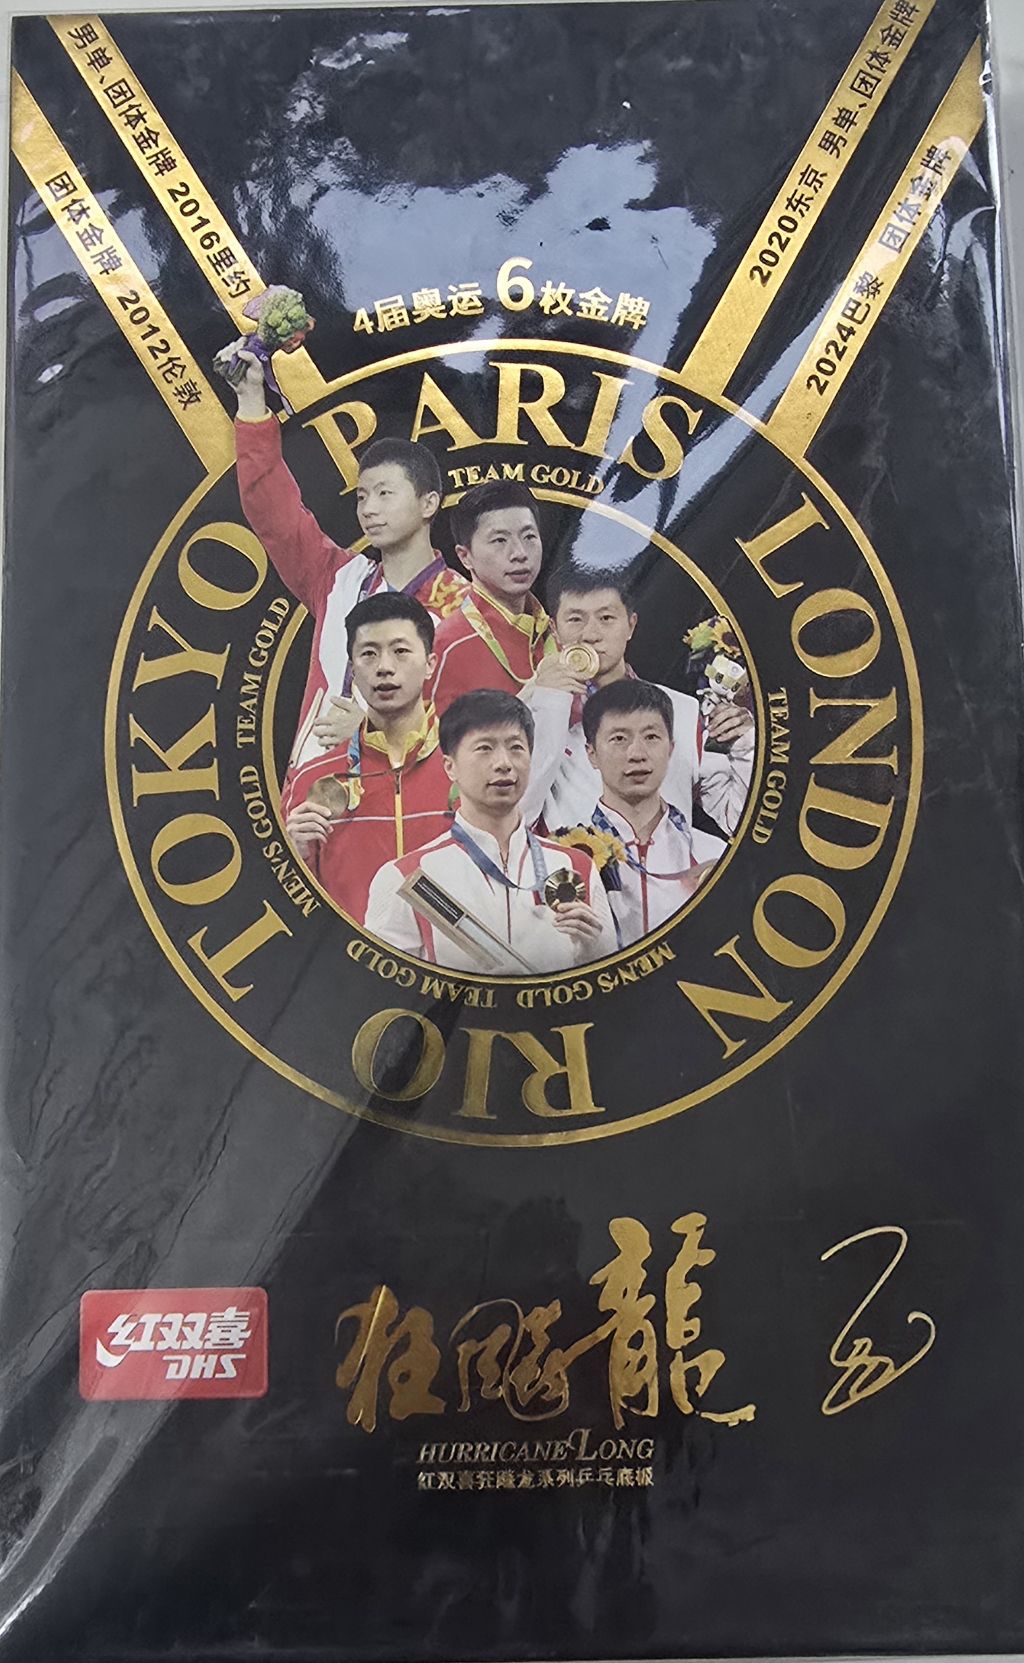 男单、团体金牌 2016里约
团体金牌 2012伦敦
2020东京 男单、团体金牌
2024巴黎 团体金牌
4届奥运 6枚金牌
PARIS
TEAM GOLD
LONDON
TEAM GOLD
RIO
MEN'S GOLD TEAM GOLD
TOKYO
MEN'S GOLD TEAM GOLD
红双喜
DHS
狂飚龍
HURRICANE LONG
红双喜狂飚龙系列乒乓底板